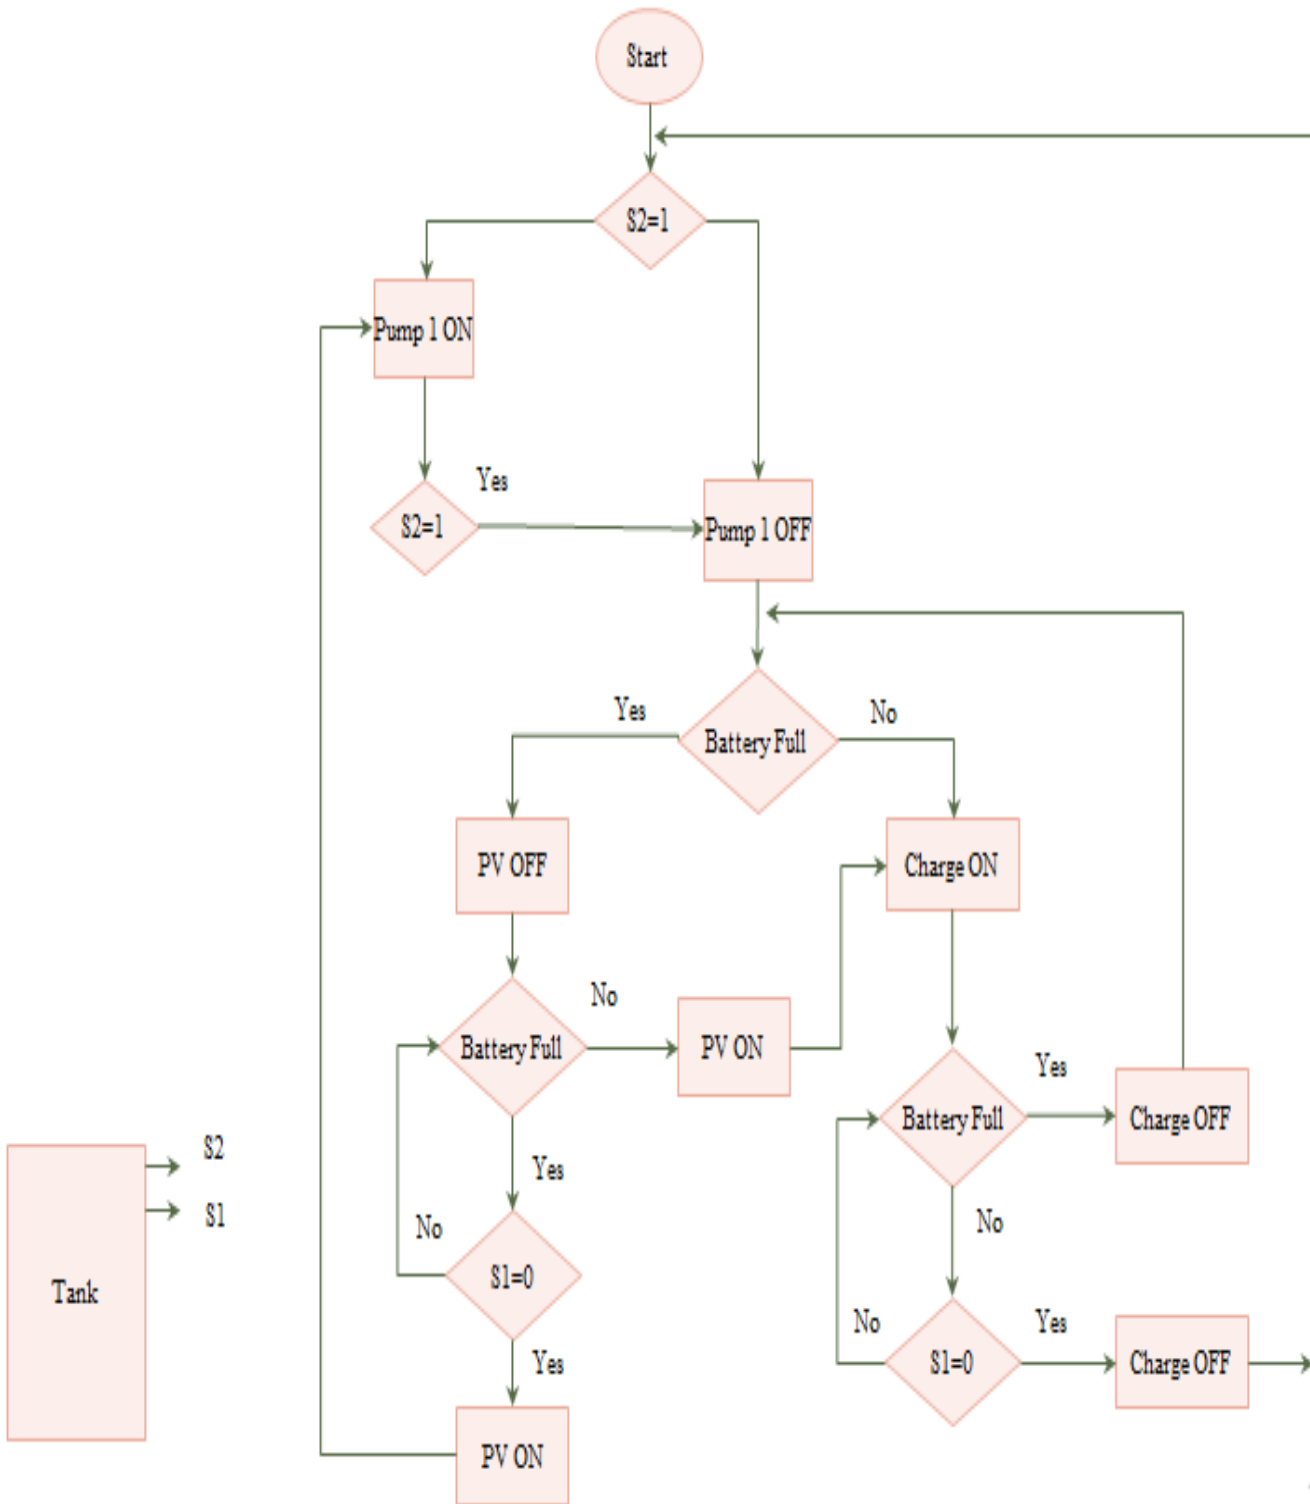 Start
S2=1
Pump 1 ON
Yes
S2=1
Pump 1 OFF
Yes
No
Battery Full
PV OFF
Charge ON
No
Battery Full
PV ON
Yes
Battery Full
Charge OFF
S2
Yes
S1
No
No
Tank
S1=0
No
Yes
Yes
S1=0
Charge OFF
PV ON